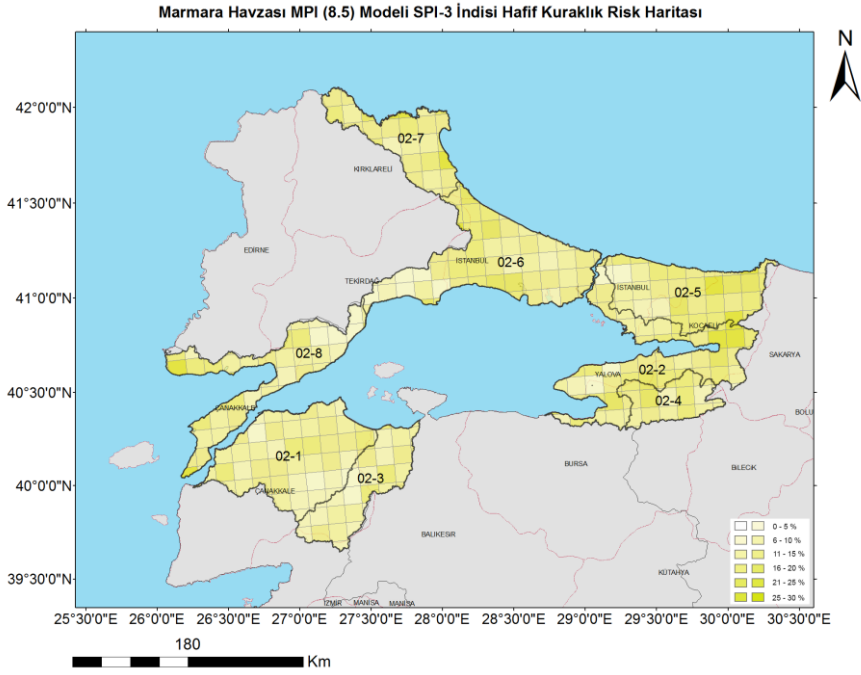 Marmara Havzası MPI (8.5) Modeli SPI-3 İndisi Hafif Kuraklık Risk Haritası
N
42°0'0"N
41°30'0"N
41°0'0"N
40°30'0"N
40°0'0"N
39°30'0"N
02-7
KIRKLARELİ
EDİRNE
İSTANBUL
02-6
TEKİRDAĞ
İSTANBUL
02-5
KOCAELİ
SAKARYA
02-8
YALOVA
02-2
02-4
ÇANAKKALE
BOLU
02-1
02-3
ÇANAKKALE
BURSA
BİLECİK
BALIKESİR
KÜTAHYA
İZMİR
MANİSA
MANİSA
0 - 5 %
6 - 10 %
11 - 15 %
16 - 20 %
21 - 25 %
25 - 30 %
25°30'0"E
26°0'0"E
26°30'0"E
27°0'0"E
27°30'0"E
28°0'0"E
28°30'0"E
29°0'0"E
29°30'0"E
30°0'0"E
30°30'0"E
180
Km